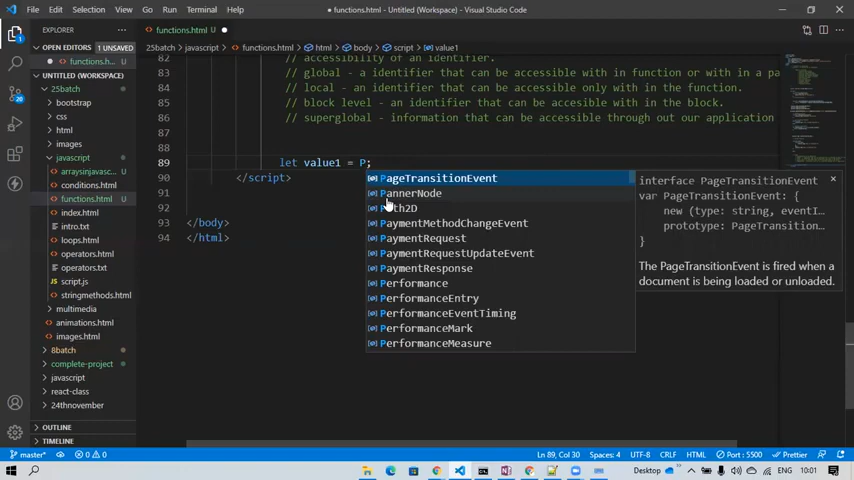 File Edit Selection View Go Run Terminal Help
● functions.html - Untitled (Workspace) - Visual Studio Code
EXPLORER
functions.html ●
OPEN EDITORS 1 UNSAVED
functions.h...
UNTITLED (WORKSPACE)
25batch
bootstrap
css
html
images
javascript
arraysinjavasc...
conditions.html
functions.html
index.html
intro.txt
loops.html
operators.html
operators.txt
script.js
stringmethods.html
multimedia
animations.html
images.html
8batch
complete-project
javascript
react-class
24thnovember
OUTLINE
TIMELINE
25batch > javascript > functions.html > html > body > script > value1
82 // accessibility of an identifier.
83 // global - a identifier that can be accessible with in function or with in a pa
84 // local - an identifier that can be accessible only with in the function.
85 // block level - an identifier that can be accesible with in the block.
86 // superglobal - information that can be accessible through out our application
87
88
89 let value1 = P;
90 </script>
91
92
93 </body>
94 </html>
PageTransitionEvent
PannerNode
Path2D
PaymentMethodChangeEvent
PaymentRequest
PaymentRequestUpdateEvent
PaymentResponse
Performance
PerformanceEntry
PerformanceEventTiming
PerformanceMark
PerformanceMeasure
interface PageTransitionEvent
var PageTransitionEvent: {
new (type: string, eventI...
prototype: PageTransition...
}
The PageTransitionEvent is fired when a
document is being loaded or unloaded.
master* 0 0 Ln 89, Col 30 Spaces: 4 UTF-8 CRLF HTML Port : 5500 Prettier
Desktop ENG 10:01